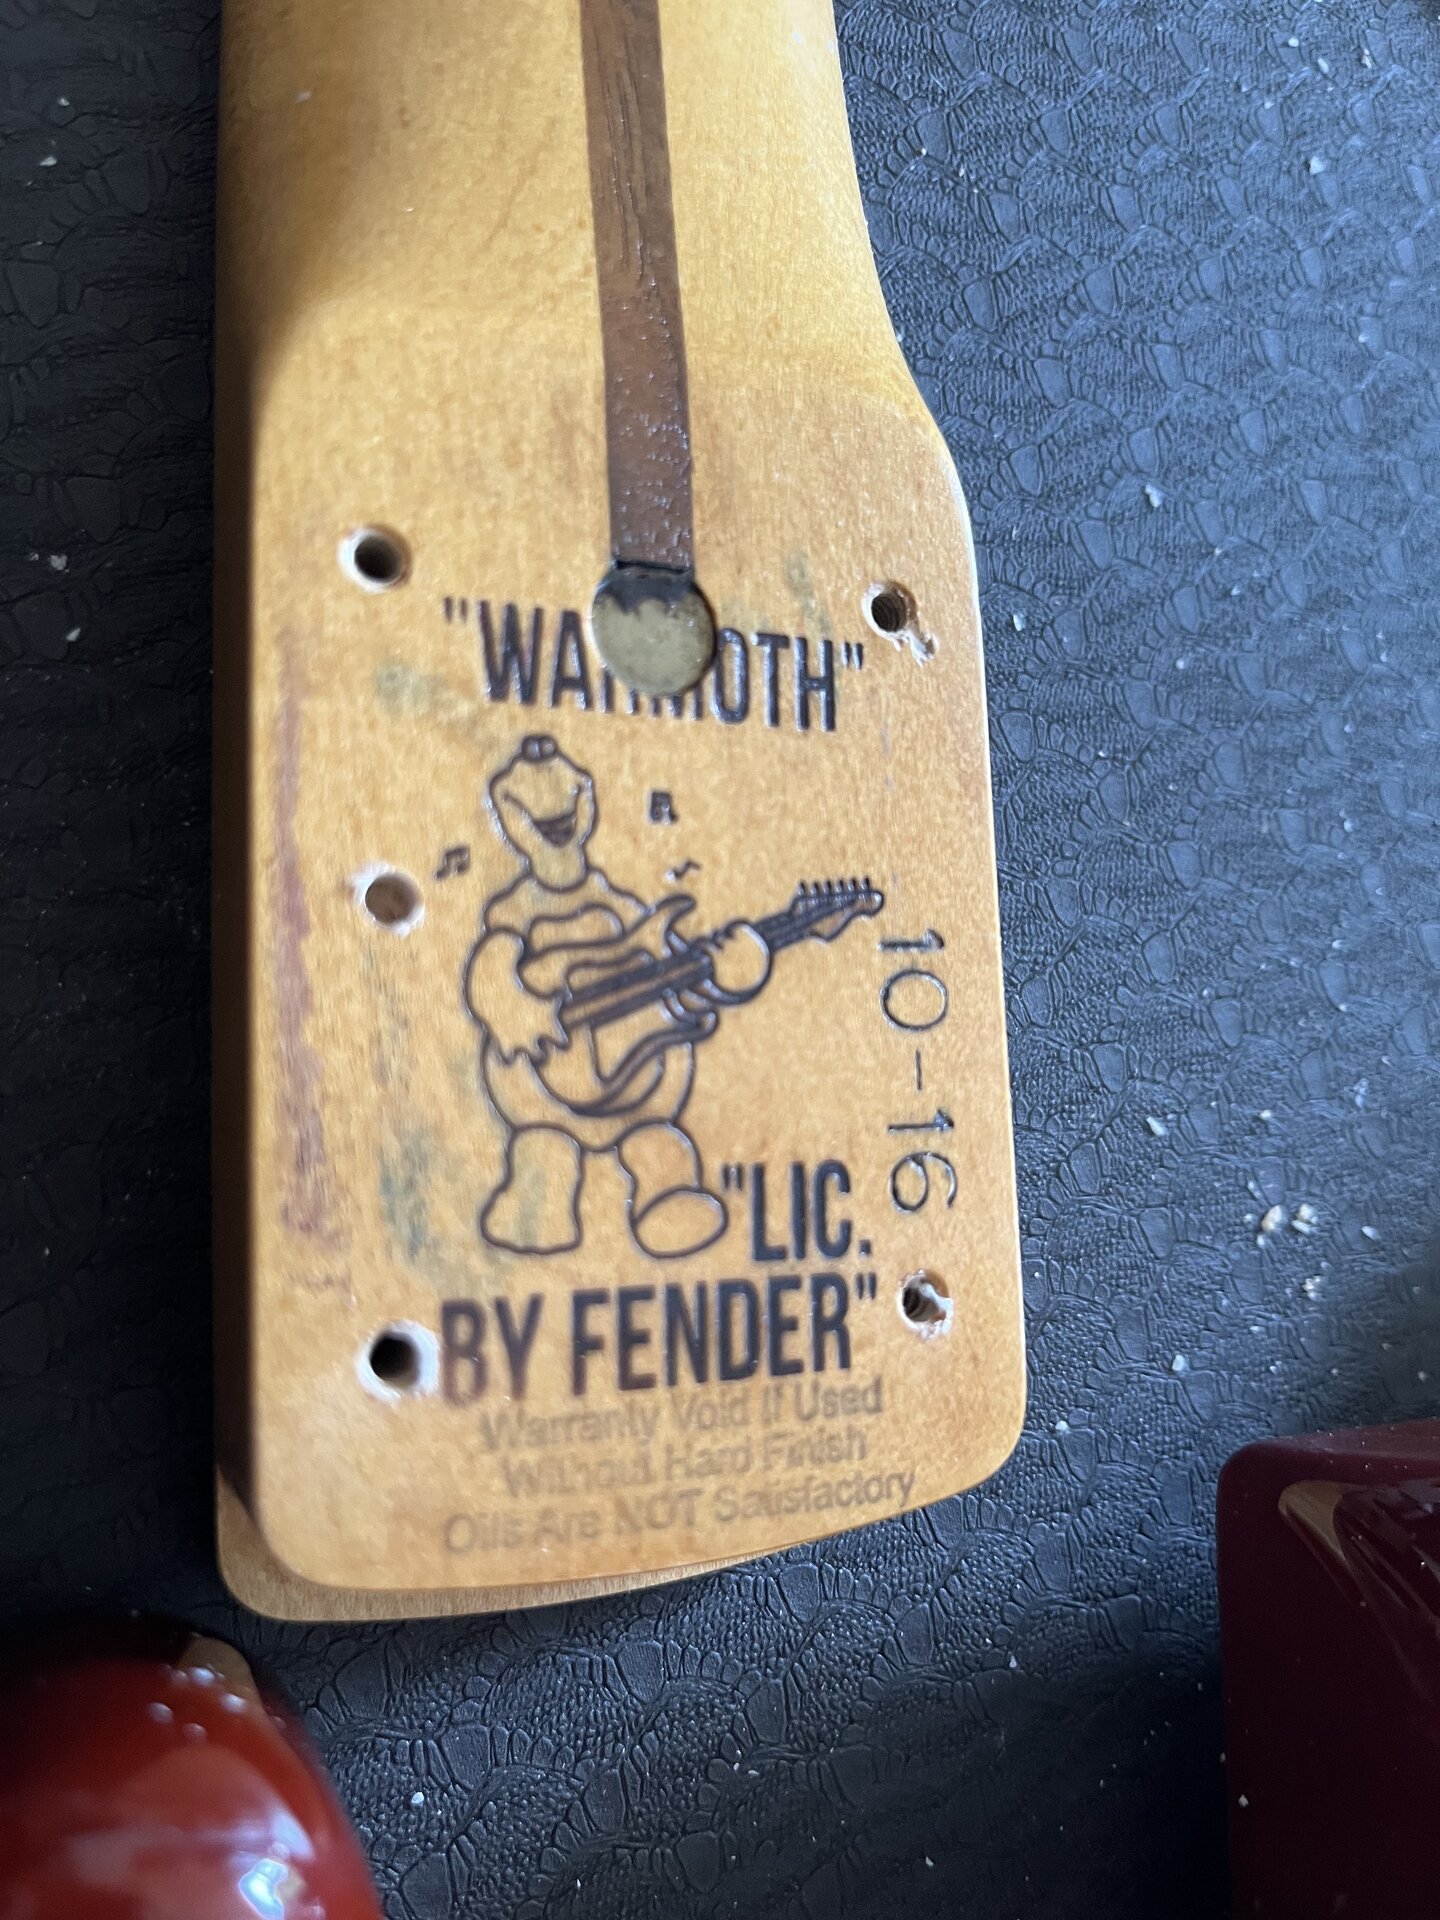 "WARMOTH"
10-16
"LIC.
BY FENDER"
Warranty Void If Used
Without Hard Finish
Oils Are NOT Satisfactory